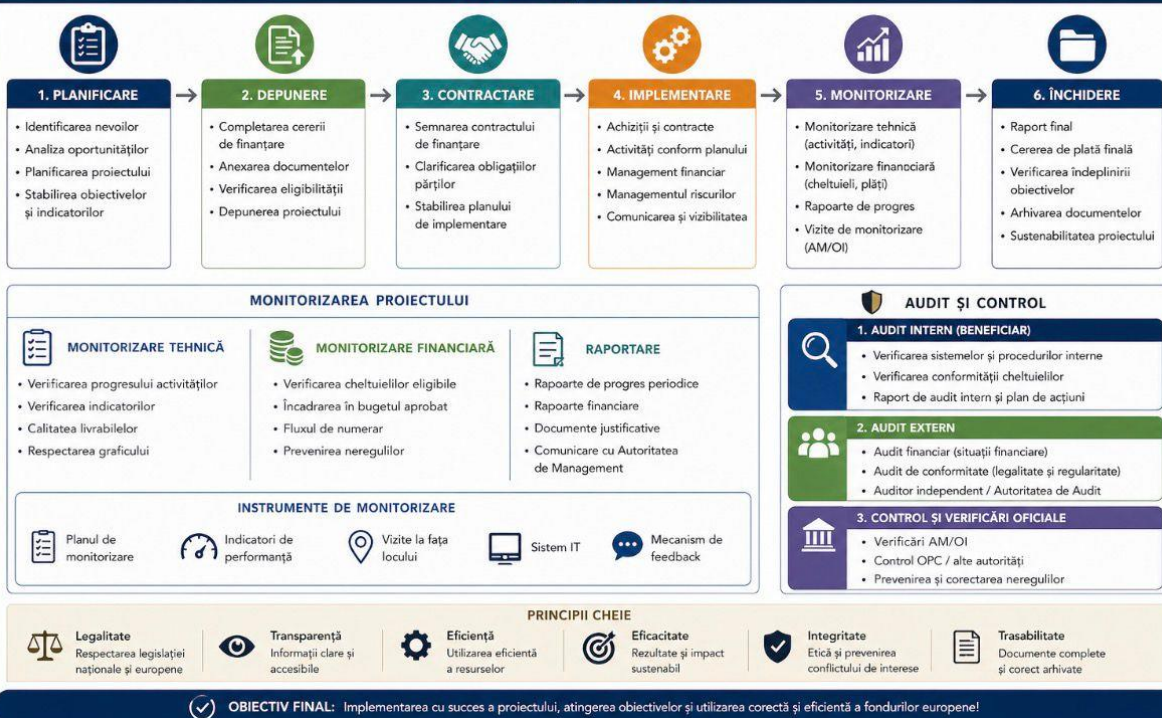 1. PLANIFICARE
• Identificarea nevoilor
• Analiza oportunităților
• Planificarea proiectului
• Stabilirea obiectivelor
și indicatorilor
2. DEPUNERE
• Completarea cererii
de finanțare
• Anexarea documentelor
• Verificarea eligibilității
• Depunerea proiectului
3. CONTRACTARE
• Semnarea contractului
de finanțare
• Clarificarea obligațiilor
părților
• Stabilirea planului
de implementare
4. IMPLEMENTARE
• Achiziții și contracte
• Activități conform planului
• Management financiar
• Managementul riscurilor
• Comunicarea și vizibilitatea
5. MONITORIZARE
• Monitorizare tehnică
(activități, indicatori)
• Monitorizare financiară
(cheltuieli, plăți)
• Rapoarte de progres
• Vizite de monitorizare
(AM/OI)
6. ÎNCHIDERE
• Raport final
• Cererea de plată finală
• Verificarea îndeplinirii
obiectivelor
• Arhivarea documentelor
• Sustenabilitatea proiectului
MONITORIZAREA PROIECTULUI
MONITORIZARE TEHNICĂ
• Verificarea progresului activităților
• Verificarea indicatorilor
• Calitatea livrabilelor
• Respectarea graficului
MONITORIZARE FINANCIARĂ
• Verificarea cheltuielilor eligibile
• Încadrarea în bugetul aprobat
• Fluxul de numerar
• Prevenirea neregulilor
RAPORTARE
• Rapoarte de progres periodice
• Rapoarte financiare
• Documente justificative
• Comunicare cu Autoritatea
de Management
INSTRUMENTE DE MONITORIZARE
Planul de
monitorizare
Indicatori de
performanță
Vizite la fața
locului
Sistem IT
Mecanism de
feedback
AUDIT ȘI CONTROL
1. AUDIT INTERN (BENEFICIAR)
• Verificarea sistemelor și procedurilor interne
• Verificarea conformității cheltuielilor
• Raport de audit intern și plan de acțiuni
2. AUDIT EXTERN
• Audit financiar (situații financiare)
• Audit de conformitate (legalitate și regularitate)
• Auditor independent / Autoritatea de Audit
3. CONTROL ȘI VERIFICĂRI OFICIALE
• Verificări AM/OI
• Control OPC / alte autorități
• Prevenirea și corectarea neregulilor
PRINCIPII CHEIE
Legalitate
Respectarea legislației
naționale și europene
Transparență
Informații clare și
accesibile
Eficiență
Utilizarea eficientă
a resurselor
Eficacitate
Rezultate și impact
sustenabil
Integritate
Etică și prevenirea
conflictului de interese
Trasabilitate
Documente complete
și corect arhivate
OBIECTIV FINAL: Implementarea cu succes a proiectului, atingerea obiectivelor și utilizarea corectă și eficientă a fondurilor europene!